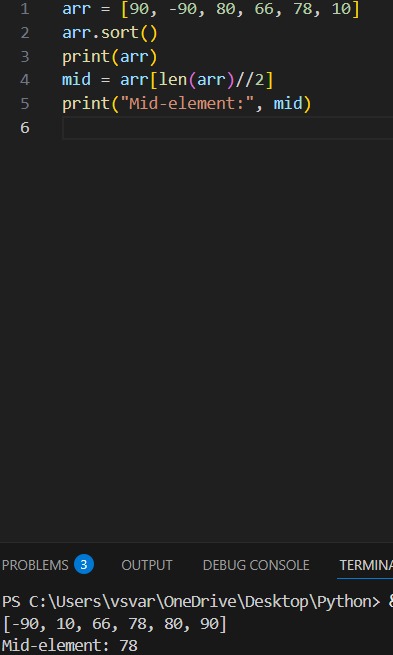 1 arr = [90, -90, 80, 66, 78, 10]
2 arr.sort()
3 print(arr)
4 mid = arr[len(arr)//2]
5 print("Mid-element:", mid)
6
PROBLEMS 3 OUTPUT DEBUG CONSOLE TERMINA
PS C:\Users\vsvar\OneDrive\Desktop\Python> &
[-90, 10, 66, 78, 80, 90]
Mid-element: 78